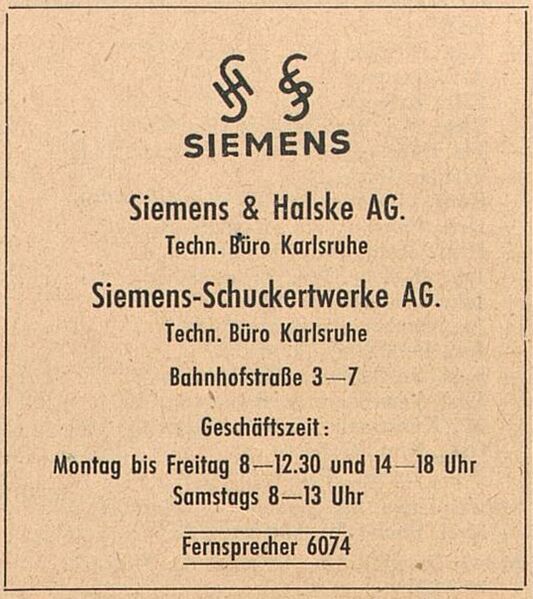 SIEMENS
Siemens & Halske AG.
Techn. Büro Karlsruhe
Siemens-Schuckertwerke AG.
Techn. Büro Karlsruhe
Bahnhofstraße 3—7
Geschäftszeit:
Montag bis Freitag 8—12.30 und 14—18 Uhr
Samstags 8—13 Uhr
Fernsprecher 6074